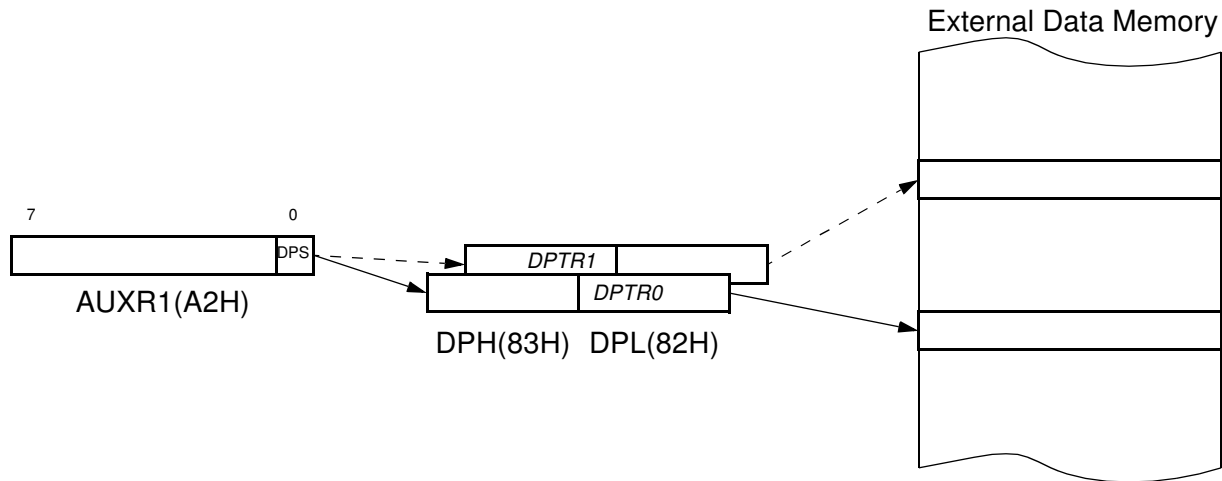 External Data Memory
7 0
DPS
DPTR1
DPTR0
AUXR1(A2H)
DPH(83H) DPL(82H)